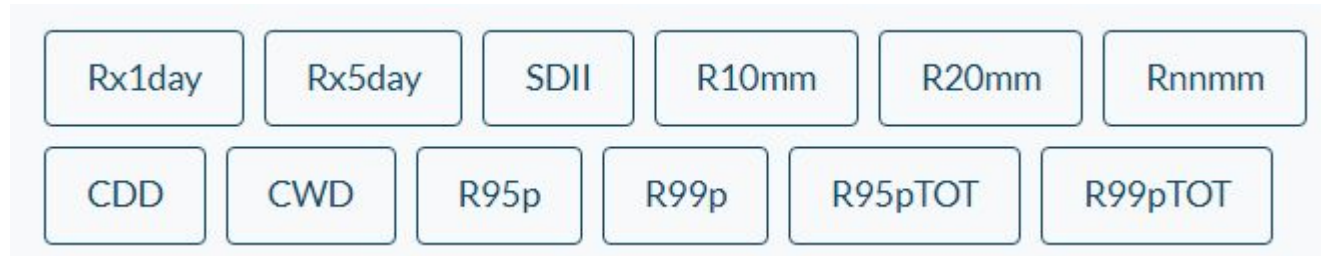 Rx1day Rx5day SDII R10mm R20mm Rnnmm
CDD CWD R95p R99p R95pTOT R99pTOT